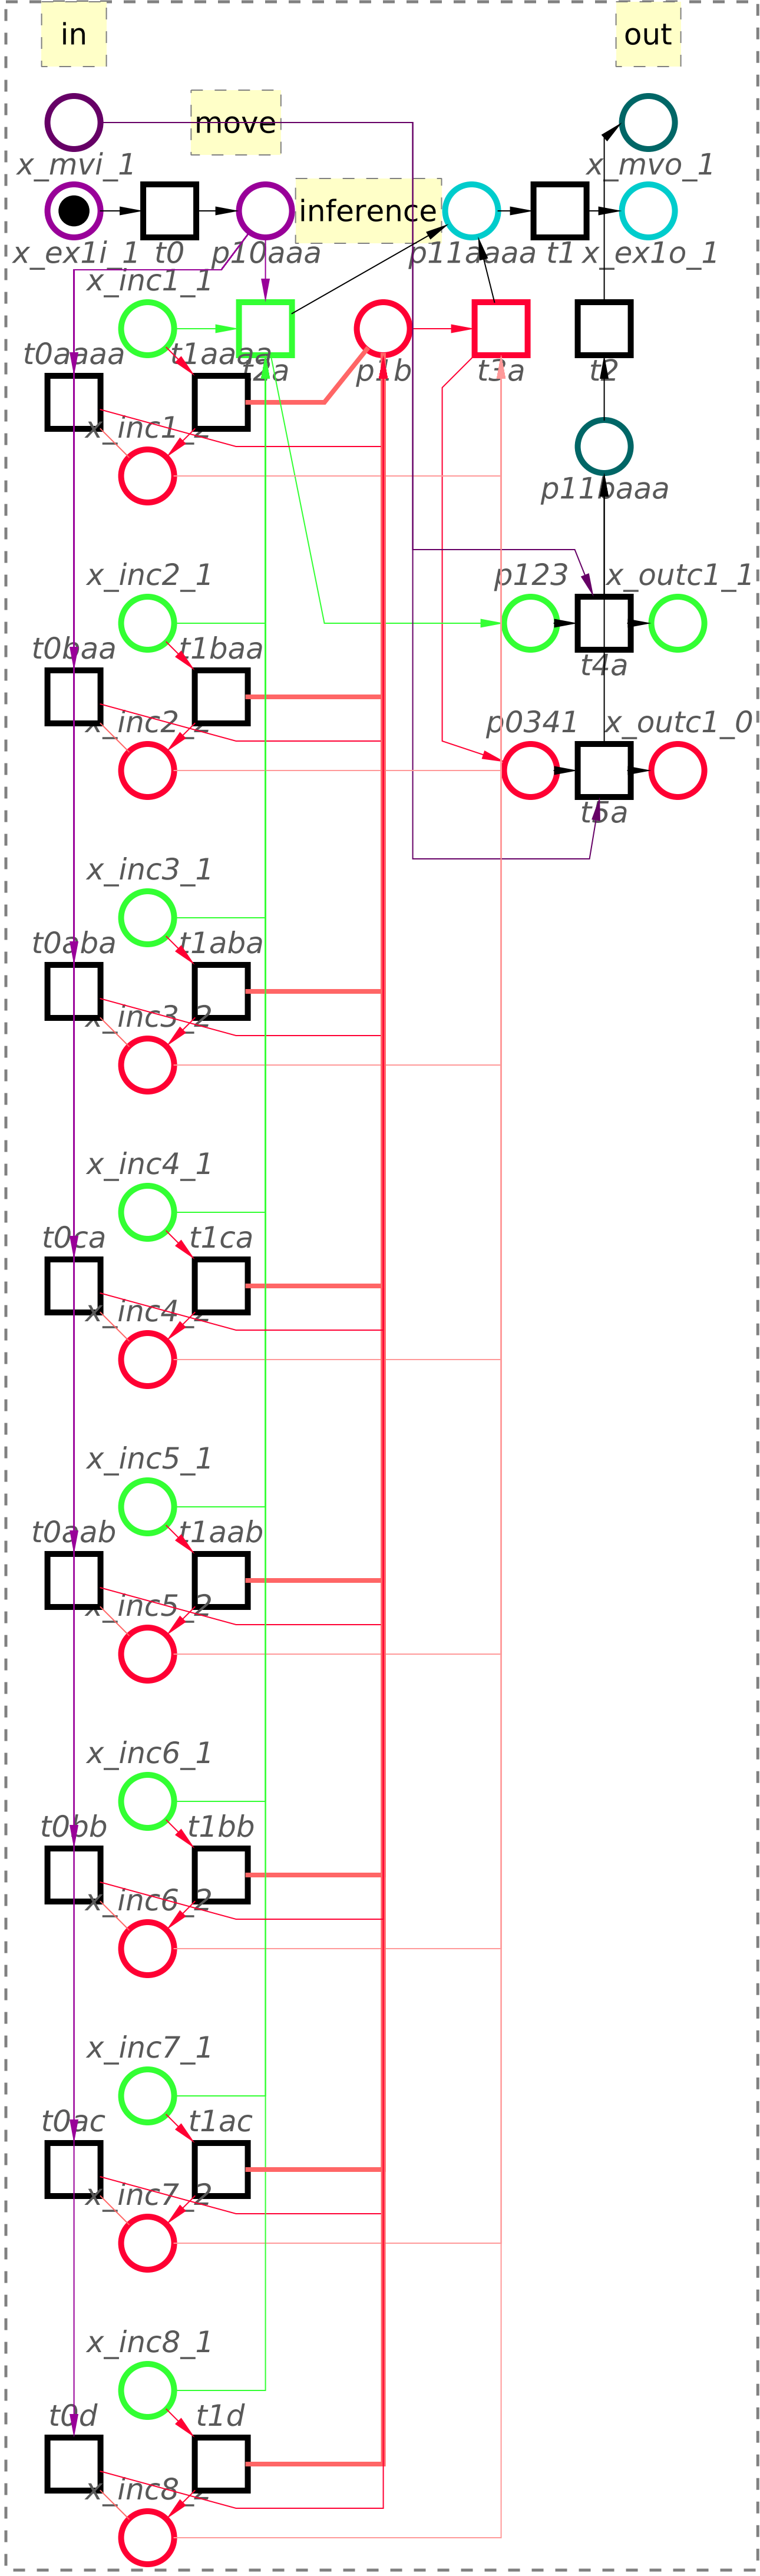 in
out
move
x_mvi_1
x_mvo_1
inference
x_ex1i_1
t0
p10aaa
p11aaaa
t1
x_ex1o_1
x_inc1_1
t0aaaa
t1aaaa
t2a
p1b
t3a
t2
x_inc1_2
p11baaa
x_inc2_1
p123
x_outc1_1
t0baa
t1baa
t4a
x_inc2_2
p0341
x_outc1_0
t5a
x_inc3_1
t0aba
t1aba
x_inc3_2
x_inc4_1
t0ca
t1ca
x_inc4_2
x_inc5_1
t0aab
t1aab
x_inc5_2
x_inc6_1
t0bb
t1bb
x_inc6_2
x_inc7_1
t0ac
t1ac
x_inc7_2
x_inc8_1
t0d
t1d
x_inc8_2